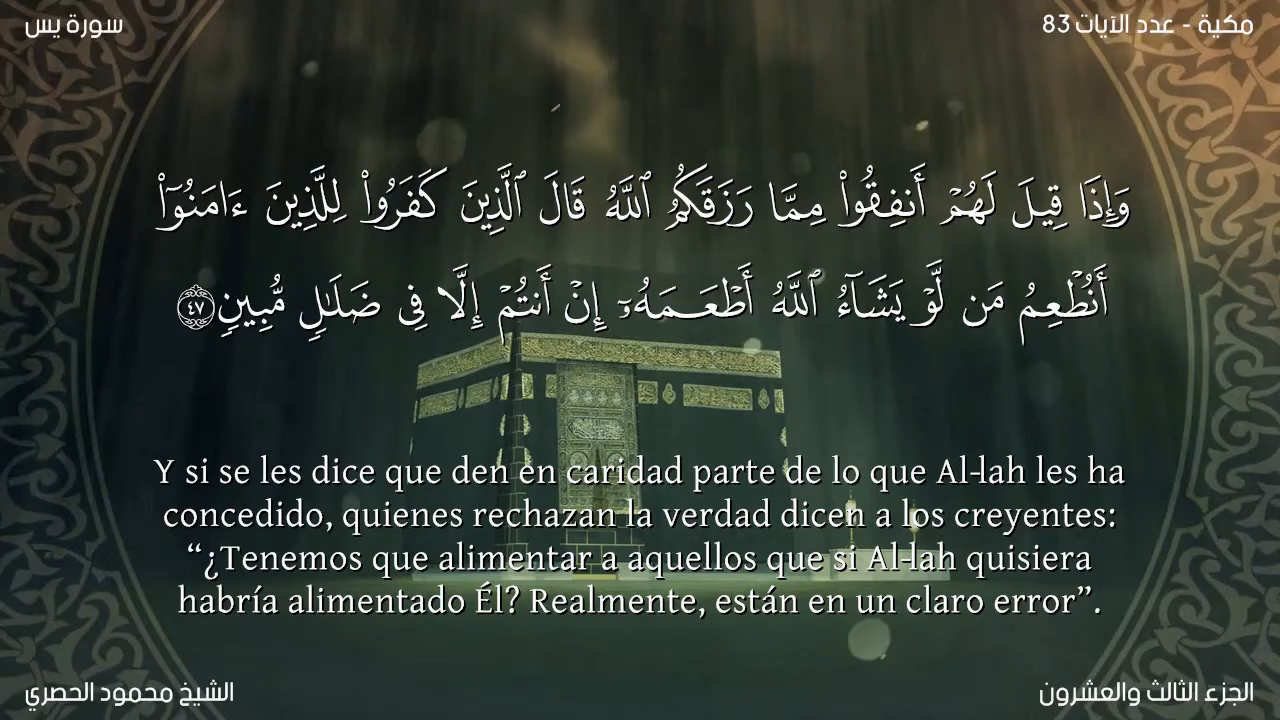 سورة يس
مكية - عدد الآيات 83
وَإِذَا قِيلَ لَهُمۡ أَنفِقُواْ مِمَّا رَزَقَكُمُ ٱللَّهُ قَالَ ٱلَّذِينَ كَفَرُواْ لِلَّذِينَ ءَامَنُوٓاْ
أَنُطۡعِمُ مَن لَّوۡ يَشَآءُ ٱللَّهُ أَطۡعَمَهُۥٓ إِنۡ أَنتُمۡ إِلَّا فِي ضَلَٰلٖ مُّبِينٖ ٤٧
Y si se les dice que den en caridad parte de lo que Al-lah les ha
concedido, quienes rechazan la verdad dicen a los creyentes:
“¿Tenemos que alimentar a aquellos que si Al-lah quisiera
habría alimentado Él? Realmente, están en un claro error”.
الشيخ محمود الحصري
الجزء الثالث والعشرون